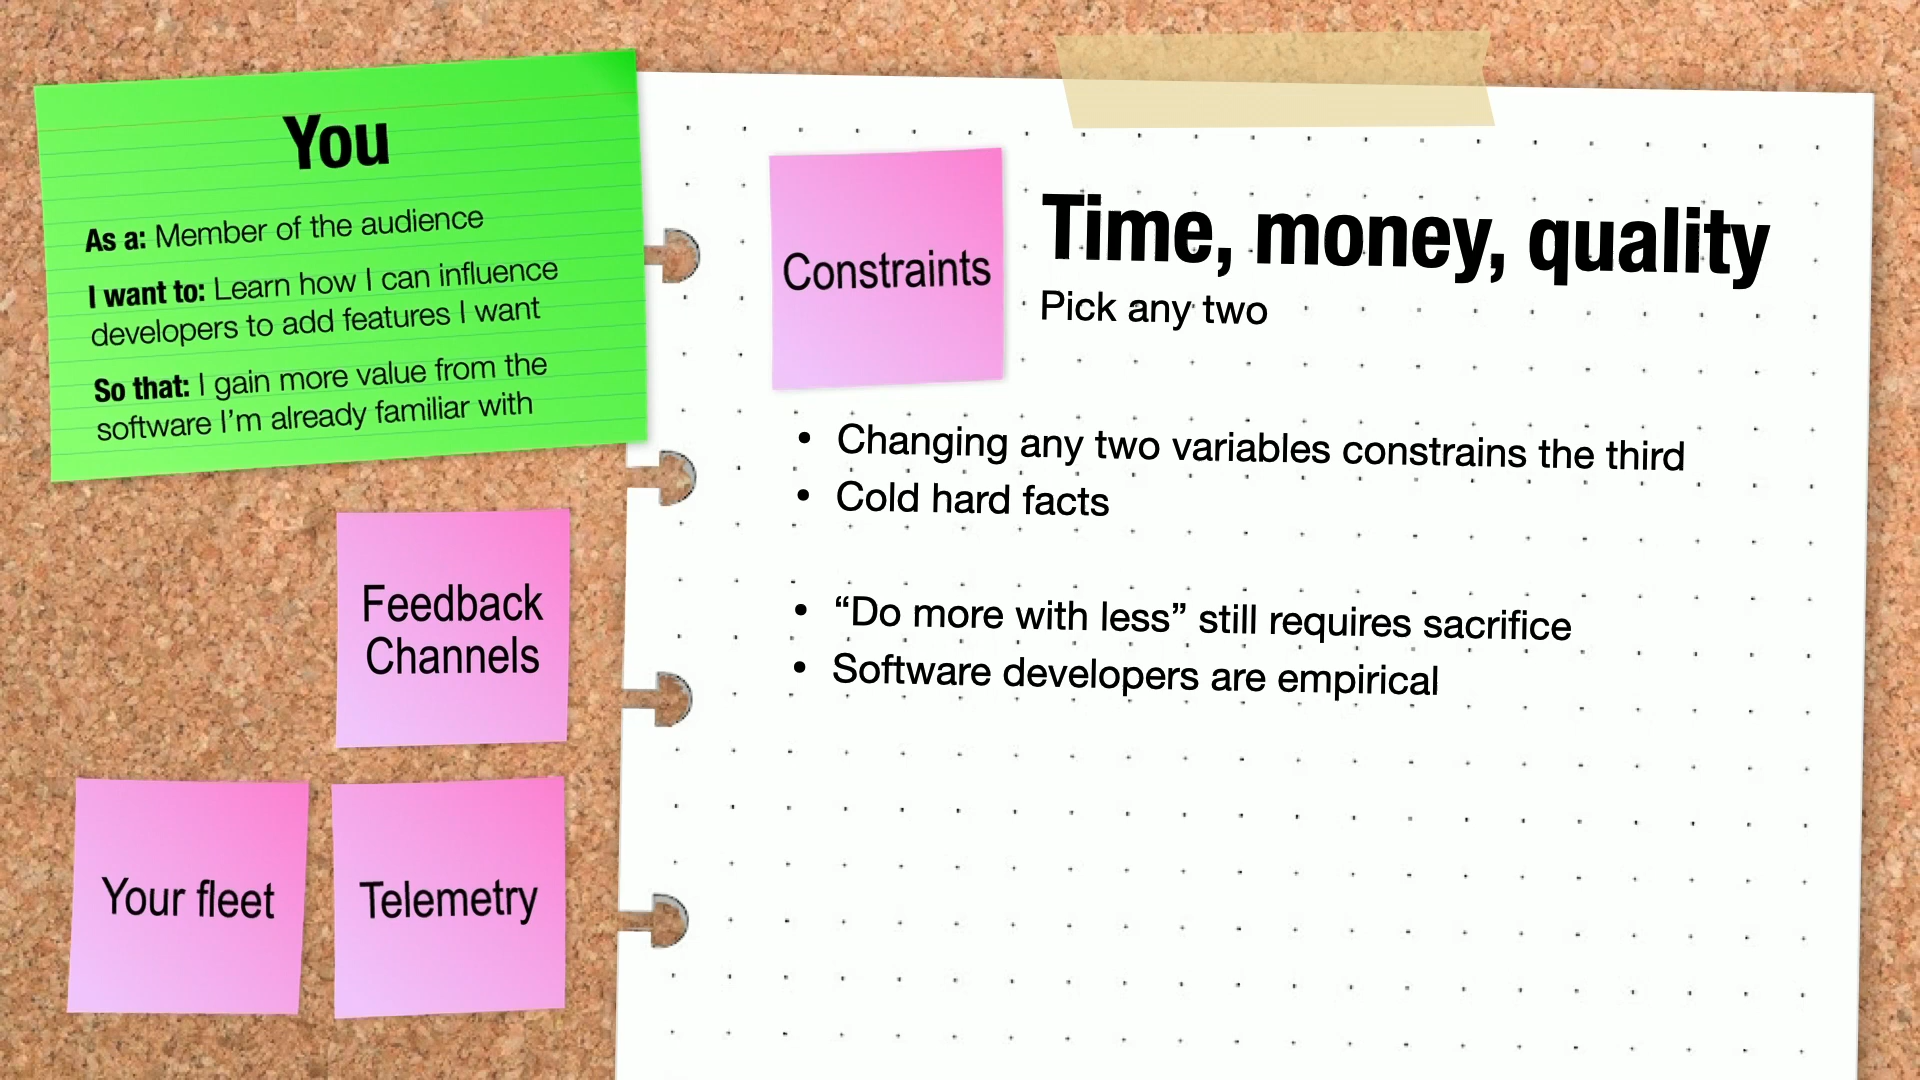 You
As a: Member of the audience
I want to: Learn how I can influence
developers to add features I want
So that: I gain more value from the
software I’m already familiar with
Feedback
Channels
Your fleet
Telemetry
Constraints
Time, money, quality
Pick any two
• Changing any two variables constrains the third
• Cold hard facts
• “Do more with less” still requires sacrifice
• Software developers are empirical